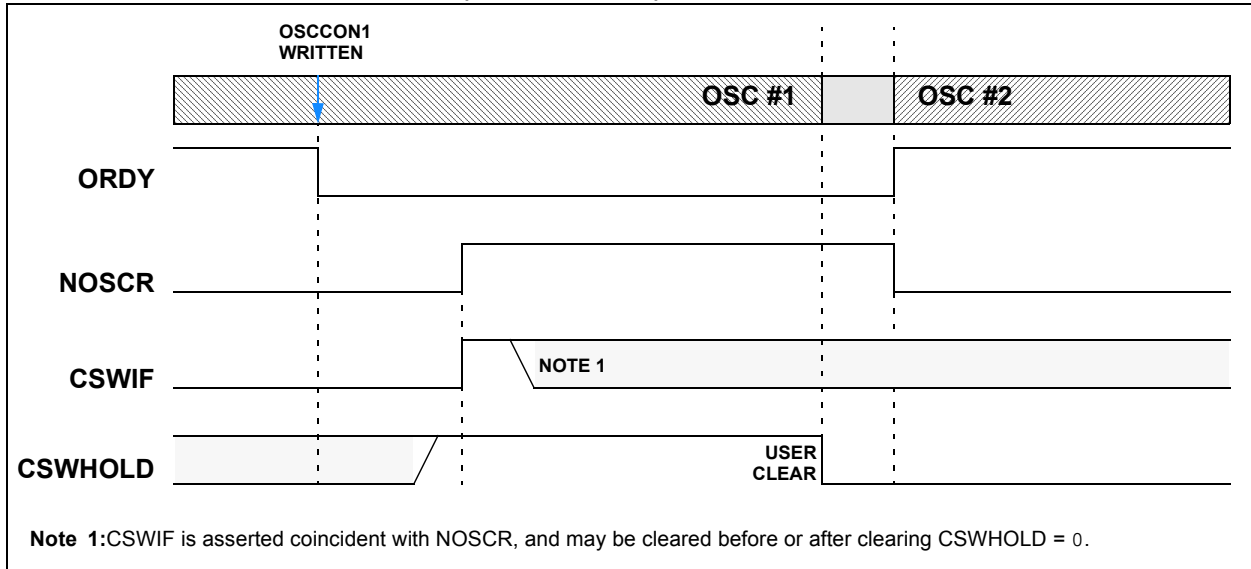 OSCCON1
WRITTEN
OSC #1
OSC #2
ORDY
NOSCR
CSWIF
NOTE 1
CSWHOLD
USER
CLEAR
Note 1:CSWIF is asserted coincident with NOSCR, and may be cleared before or after clearing CSWHOLD = 0.